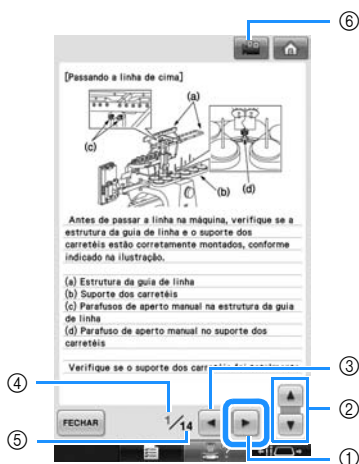 ⑥
[Passando a linha de cima]
(a)
(c)
(b)
(d)
Antes de passar a linha na máquina, verifique se a
estrutura da guia de linha e o suporte dos
carretéis estão corretamente montados, conforme
indicado na ilustração.
(a) Estrutura da guia de linha
(b) Suporte dos carretéis
(c) Parafusos de aperto manual na estrutura da guia
de linha
(d) Parafuso de aperto manual no suporte dos
carretéis
Verifique se o suporte dos
③
④
②
FECHAR
1/14
⑤
①